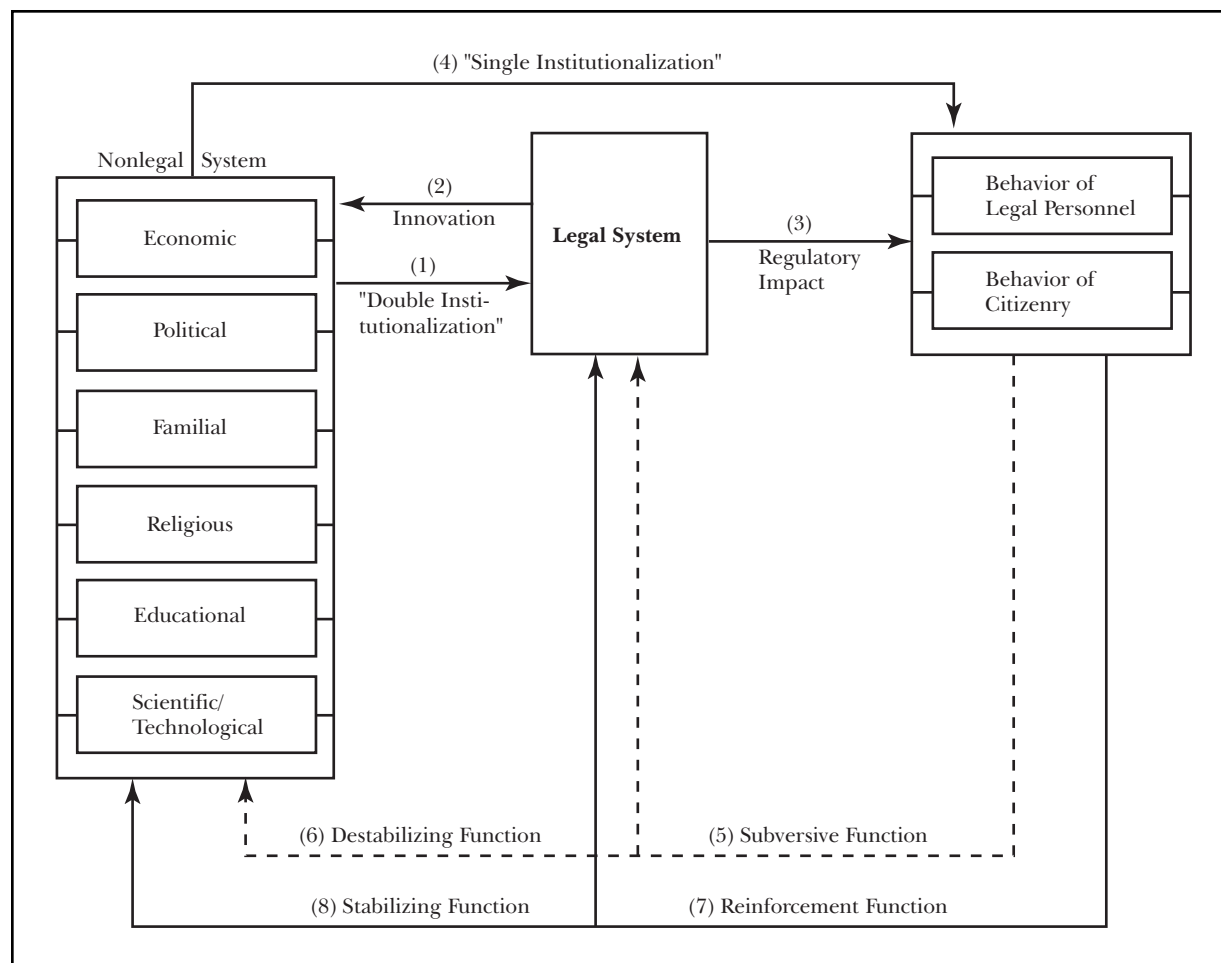 (4) "Single Institutionalization"
Nonlegal System
Economic
Political
Familial
Religious
Educational
Scientific/
Technological
(2)
Innovation
(1)
"Double Insti-
tutionalization"
Legal System
(3)
Regulatory
Impact
Behavior of
Legal Personnel
Behavior of
Citizenry
(6) Destabilizing Function
(5) Subversive Function
(8) Stabilizing Function
(7) Reinforcement Function